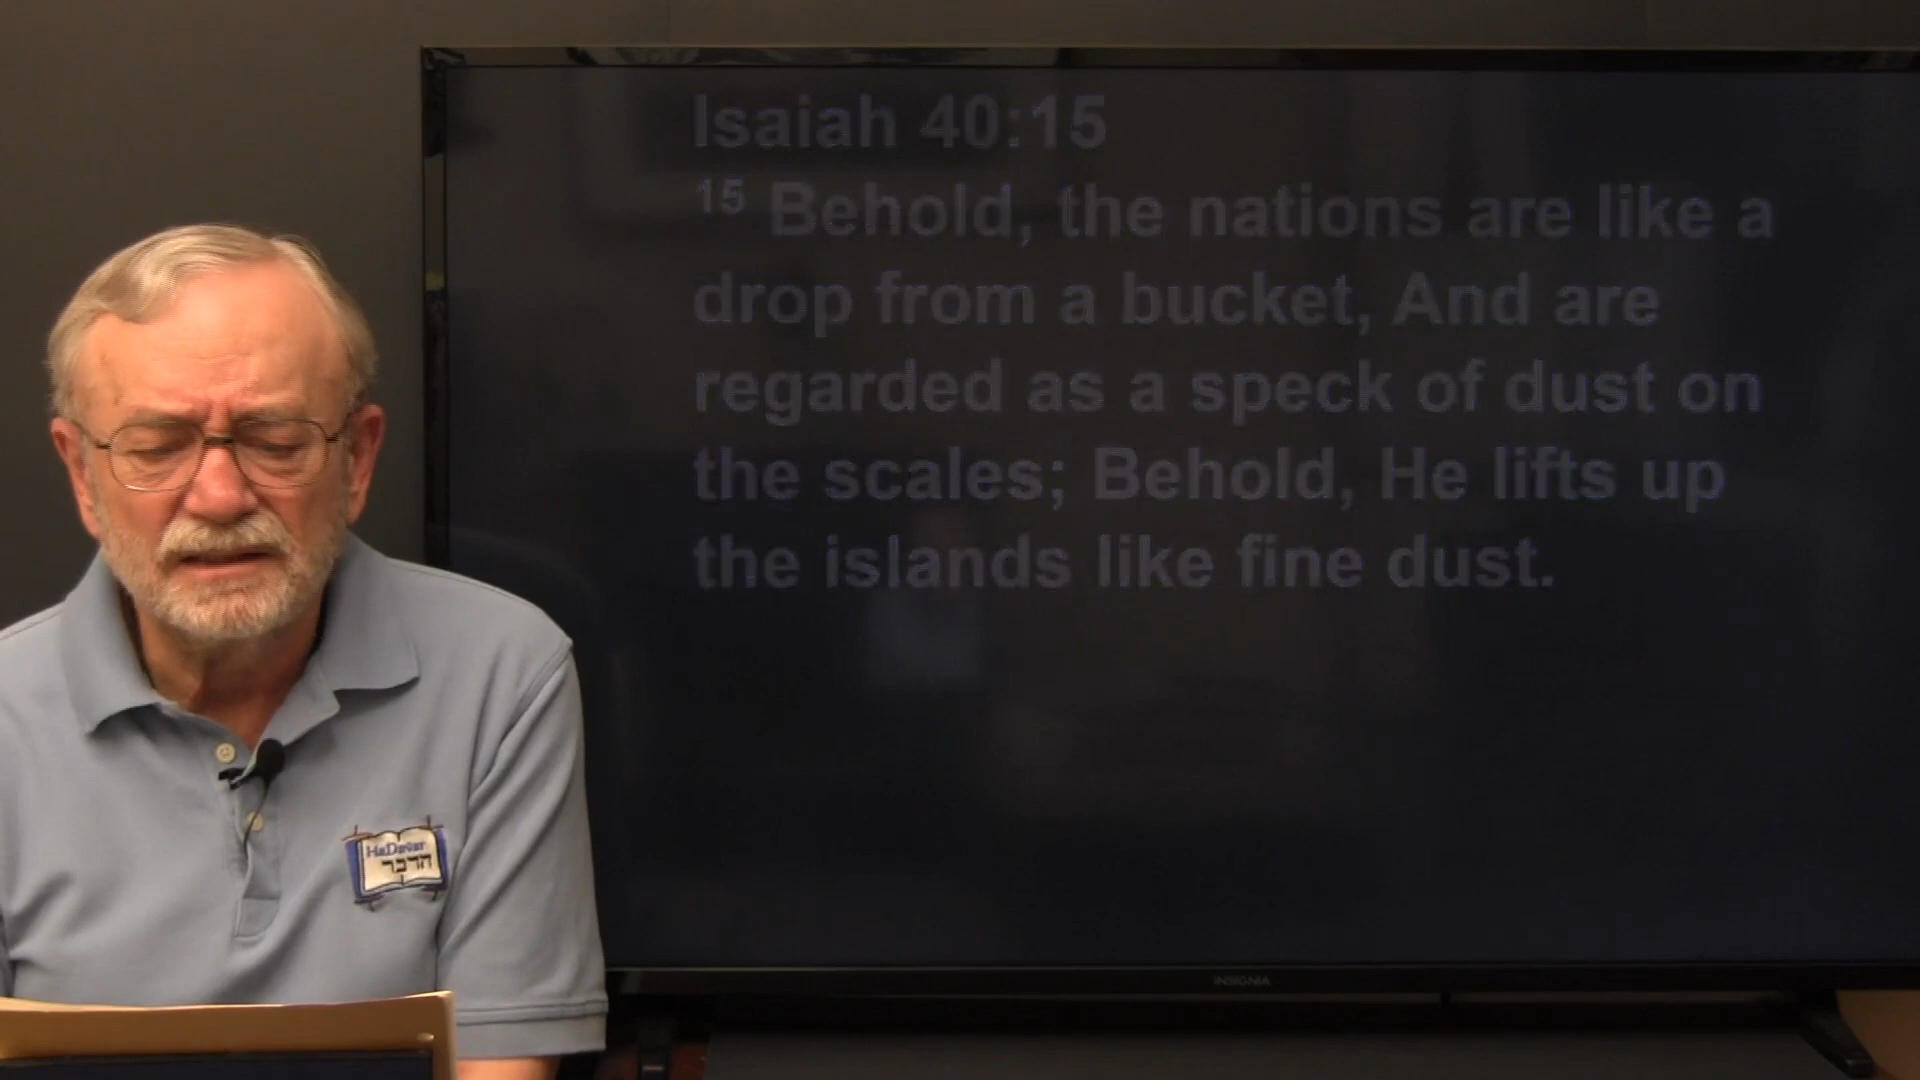 Isaiah 40:15
15 Behold, the nations are like a
drop from a bucket, And are
regarded as a speck of dust on
the scales; Behold, He lifts up
the islands like fine dust.
HaDavar
הדבר
INSIGNIA